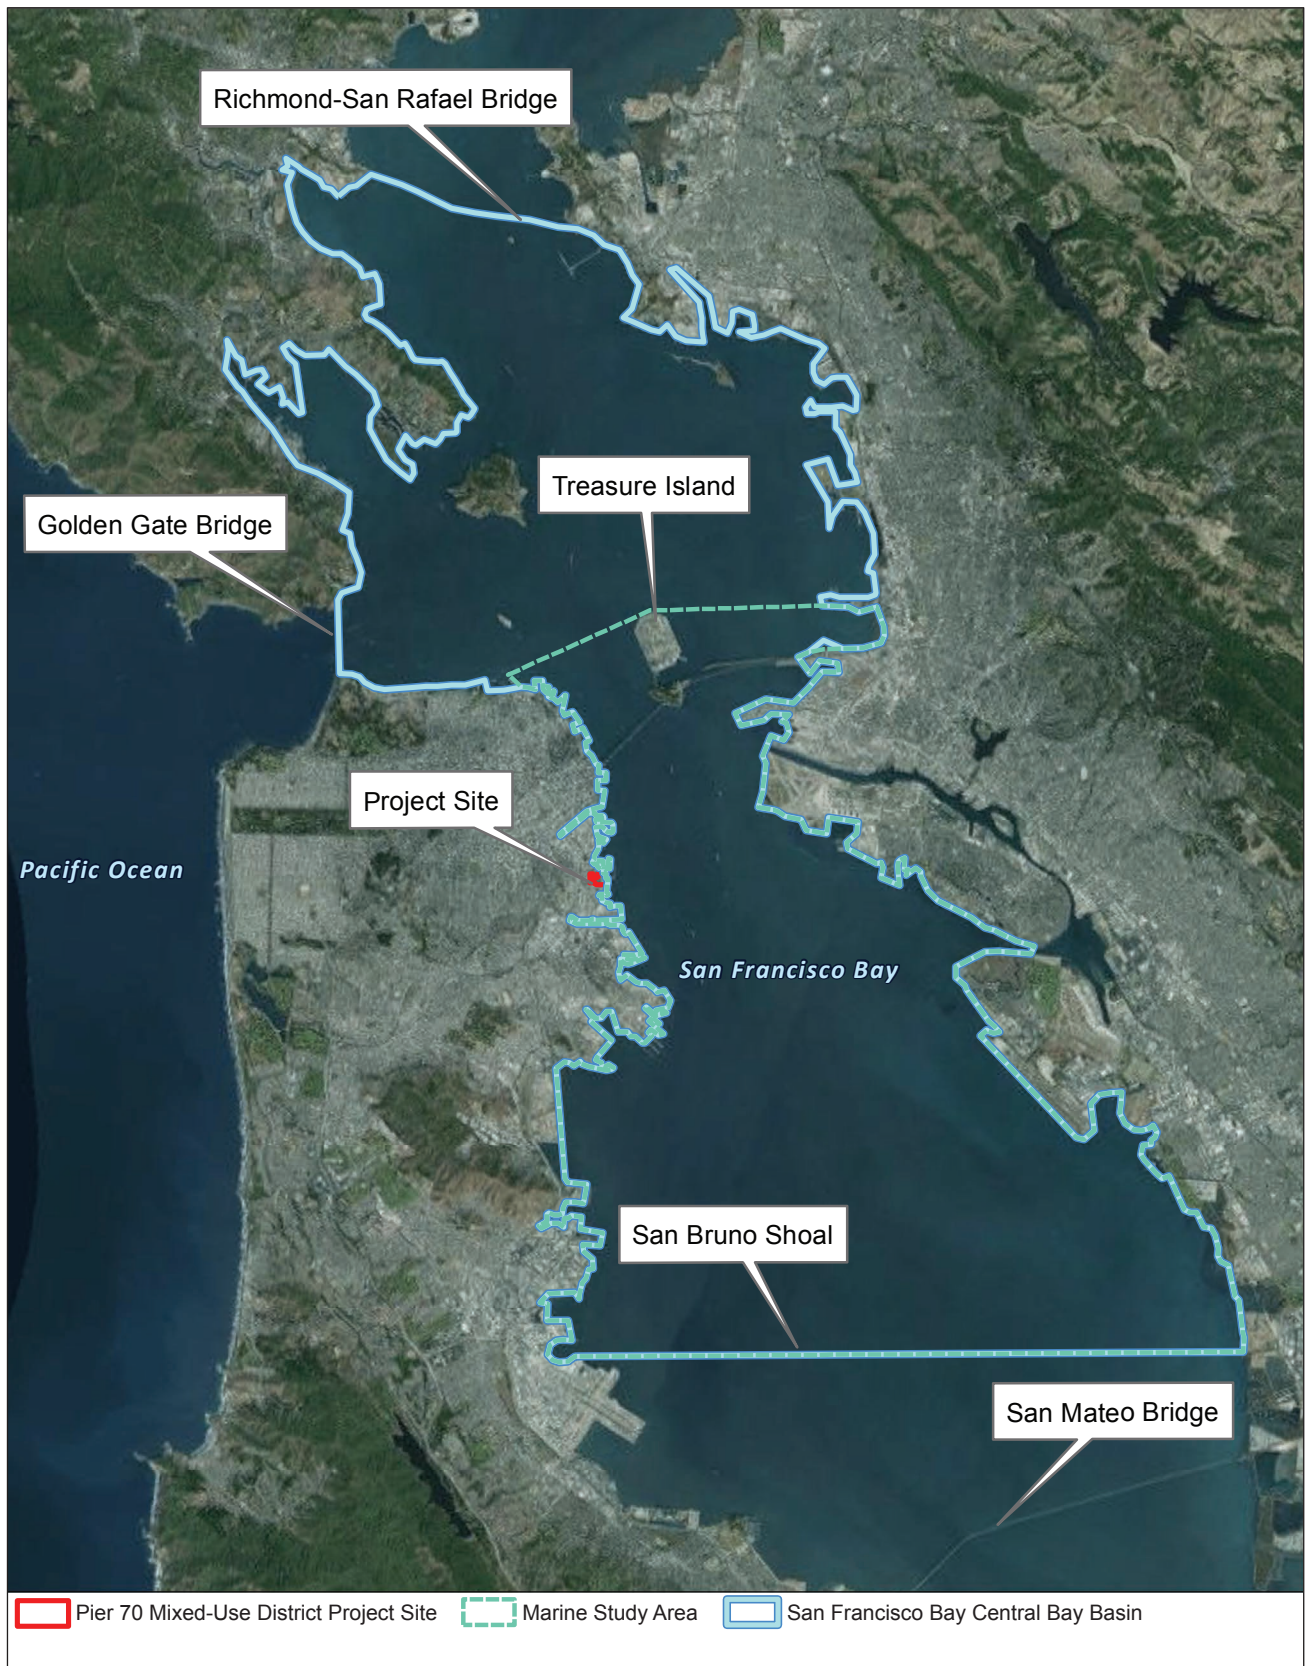 Richmond-San Rafael Bridge
Treasure Island
Golden Gate Bridge
Project Site
Pacific Ocean
San Francisco Bay
San Bruno Shoal
San Mateo Bridge
Pier 70 Mixed-Use District Project Site
Marine Study Area
San Francisco Bay Central Bay Basin